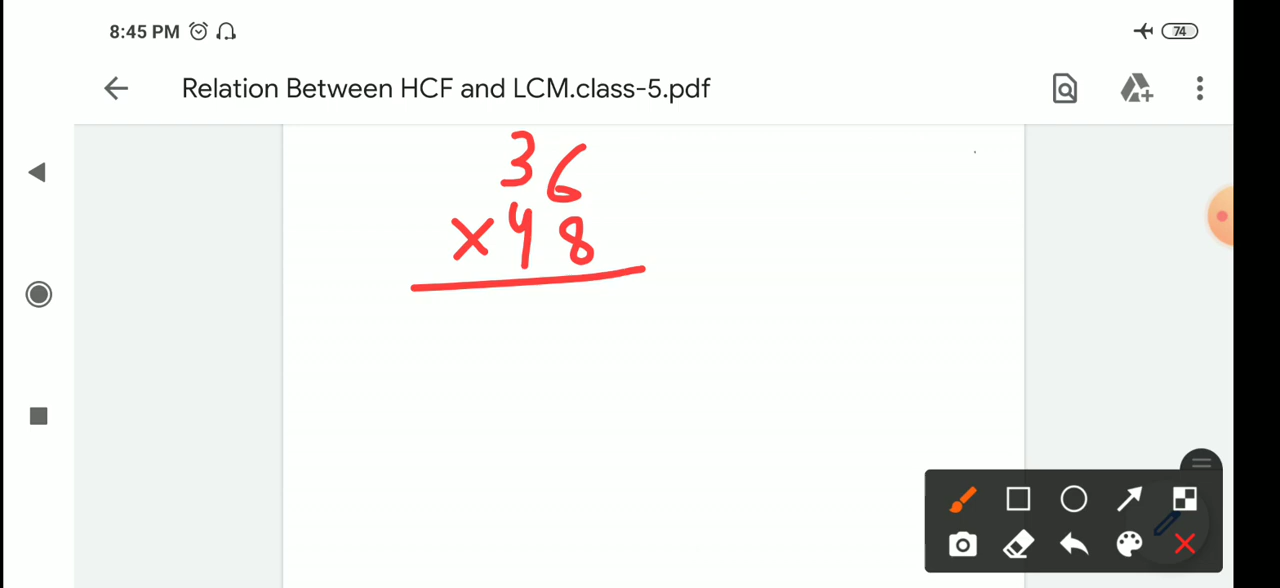 8:45 PM
74
Relation Between HCF and LCM.class-5.pdf
36
×48